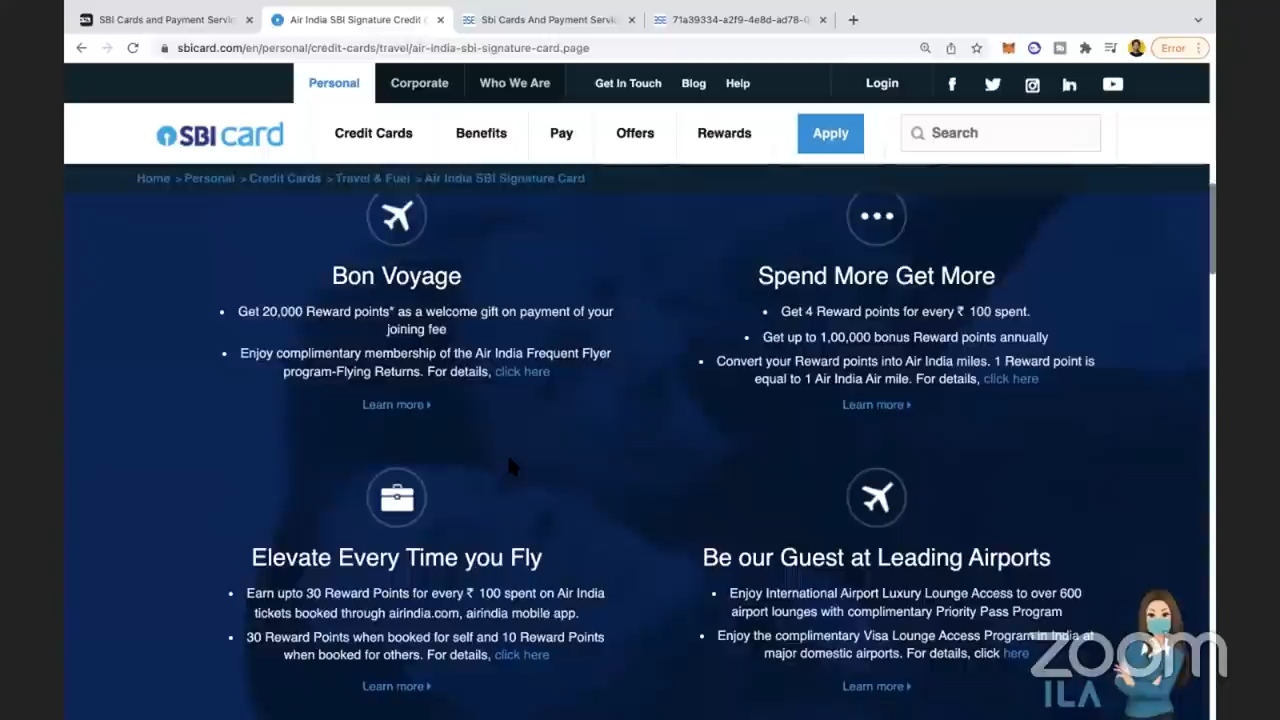 SBI Cards and Payment Servic
Air India SBI Signature Credit
Sbi Cards And Payment Servic
71a39334-a2f9-4e8d-ad78-0
sbicard.com/en/personal/credit-cards/travel/air-india-sbi-signature-card.page
Error
Personal
Corporate
Who We Are
Get In Touch
Blog
Help
Login
SBI card
Credit Cards
Benefits
Pay
Offers
Rewards
Apply
Search
Home > Personal > Credit Cards > Travel & Fuel > Air India SBI Signature Card
Bon Voyage
• Get 20,000 Reward points* as a welcome gift on payment of your
joining fee
• Enjoy complimentary membership of the Air India Frequent Flyer
program-Flying Returns. For details, click here
Learn more
Spend More Get More
• Get 4 Reward points for every ₹ 100 spent.
• Get up to 1,00,000 bonus Reward points annually
• Convert your Reward points into Air India miles. 1 Reward point is
equal to 1 Air India Air mile. For details, click here
Learn more
Elevate Every Time you Fly
• Earn upto 30 Reward Points for every ₹ 100 spent on Air India
tickets booked through airindia.com, airindia mobile app.
• 30 Reward Points when booked for self and 10 Reward Points
when booked for others. For details, click here
Learn more
Be our Guest at Leading Airports
• Enjoy International Airport Luxury Lounge Access to over 600
airport lounges with complimentary Priority Pass Program
• Enjoy the complimentary Visa Lounge Access Program in India at
major domestic airports. For details, click here
Learn more
zoom
ILA